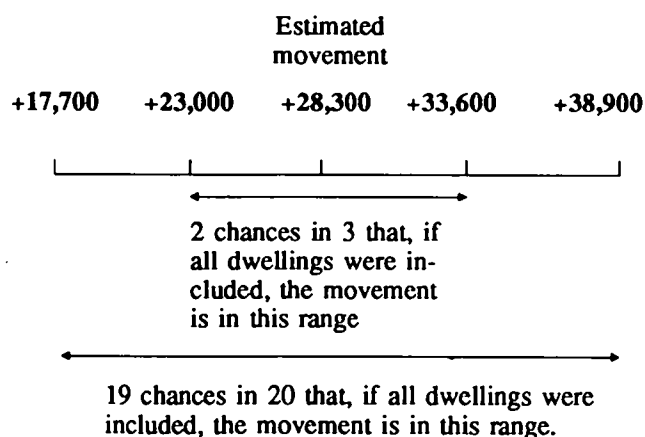 Estimated
movement
+17,700 +23,000 +28,300 +33,600 +38,900
2 chances in 3 that, if
all dwellings were in-
cluded, the movement
is in this range
19 chances in 20 that, if all dwellings were
included, the movement is in this range.